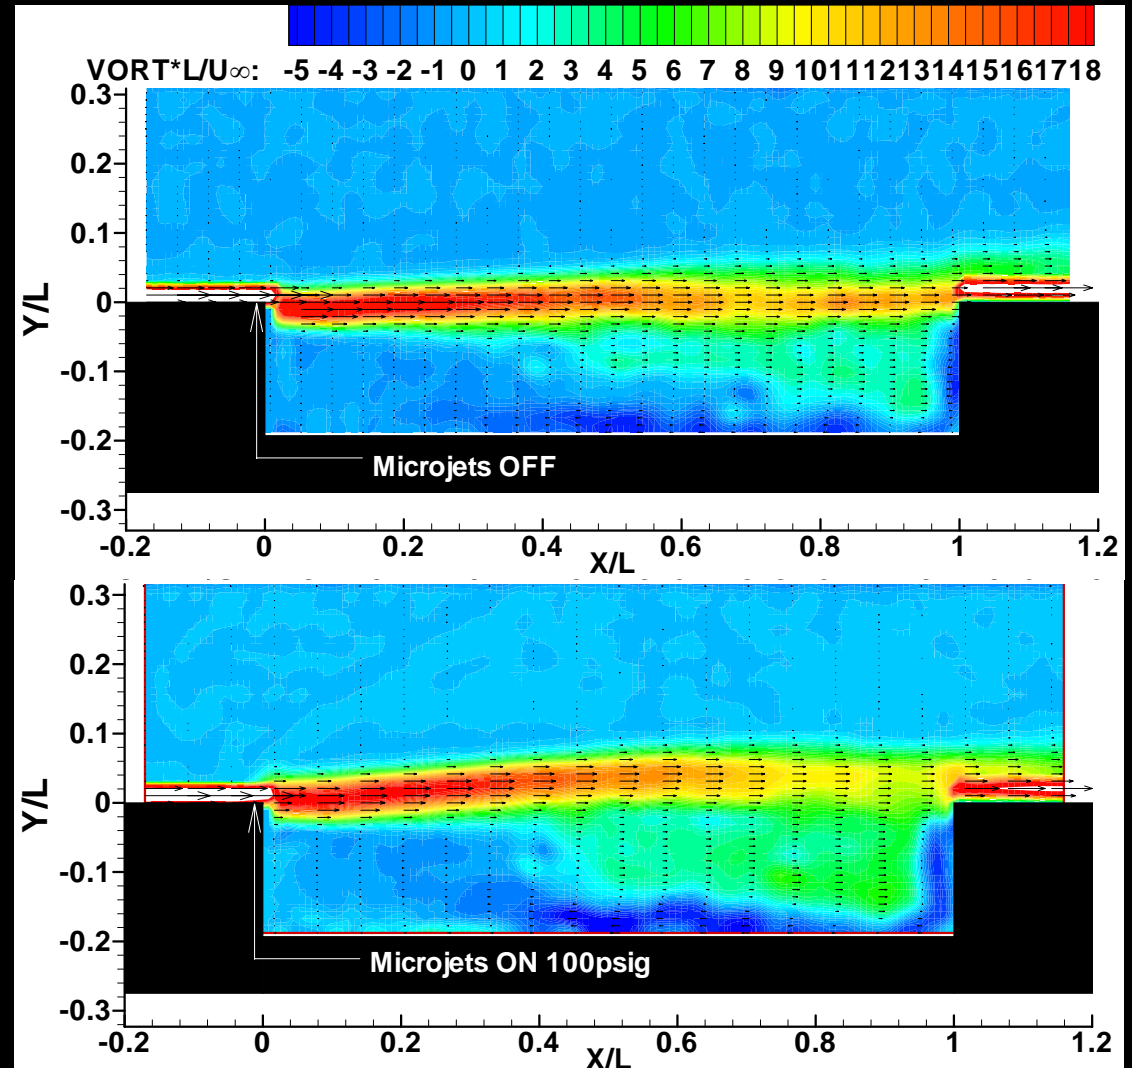 VORT*L/U∞: -5 -4 -3 -2 -1 0 1 2 3 4 5 6 7 8 9 10 11 12 13 14 15 16 17 18
0.3
0.2
0.1
0
-0.1
-0.2
-0.3
Y/L
Microjets OFF
-0.2 0 0.2 0.4 0.6 0.8 1 1.2
X/L
0.3
0.2
0.1
0
-0.1
-0.2
-0.3
Y/L
Microjets ON 100psig
-0.2 0 0.2 0.4 0.6 0.8 1 1.2
X/L